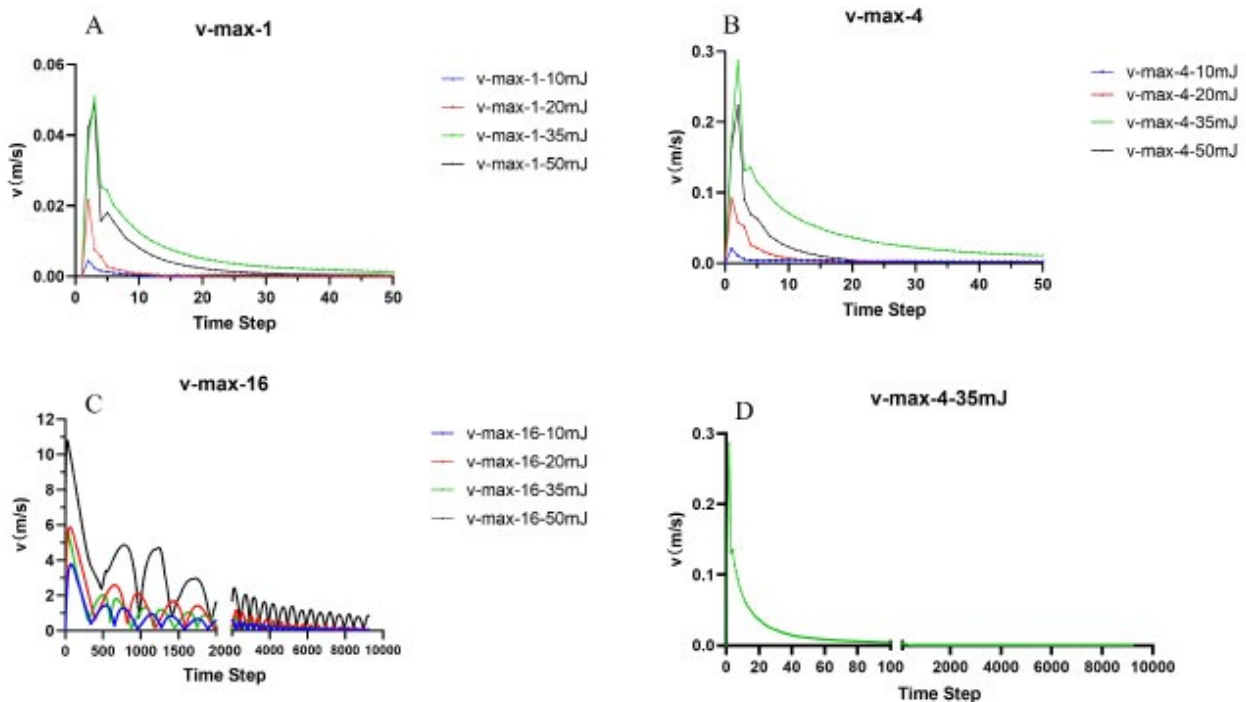 A
v-max-1
0.06
0.04
0.02
0.00
v(m/s)
0 10 20 30 40 50
Time Step
v-max-1-10mJ
v-max-1-20mJ
v-max-1-35mJ
v-max-1-50mJ
B
v-max-4
0.3
0.2
0.1
0.0
v(m/s)
0 10 20 30 40 50
Time Step
v-max-4-10mJ
v-max-4-20mJ
v-max-4-35mJ
v-max-4-50mJ
C
v-max-16
12
10
8
6
4
2
0
v(m/s)
0 500 1000 1500 2000 4000 6000 8000 10000
Time Step
v-max-16-10mJ
v-max-16-20mJ
v-max-16-35mJ
v-max-16-50mJ
D
v-max-4-35mJ
0.3
0.2
0.1
0.0
v(m/s)
0 20 40 60 80 100 2000 4000 6000 8000 10000
Time Step